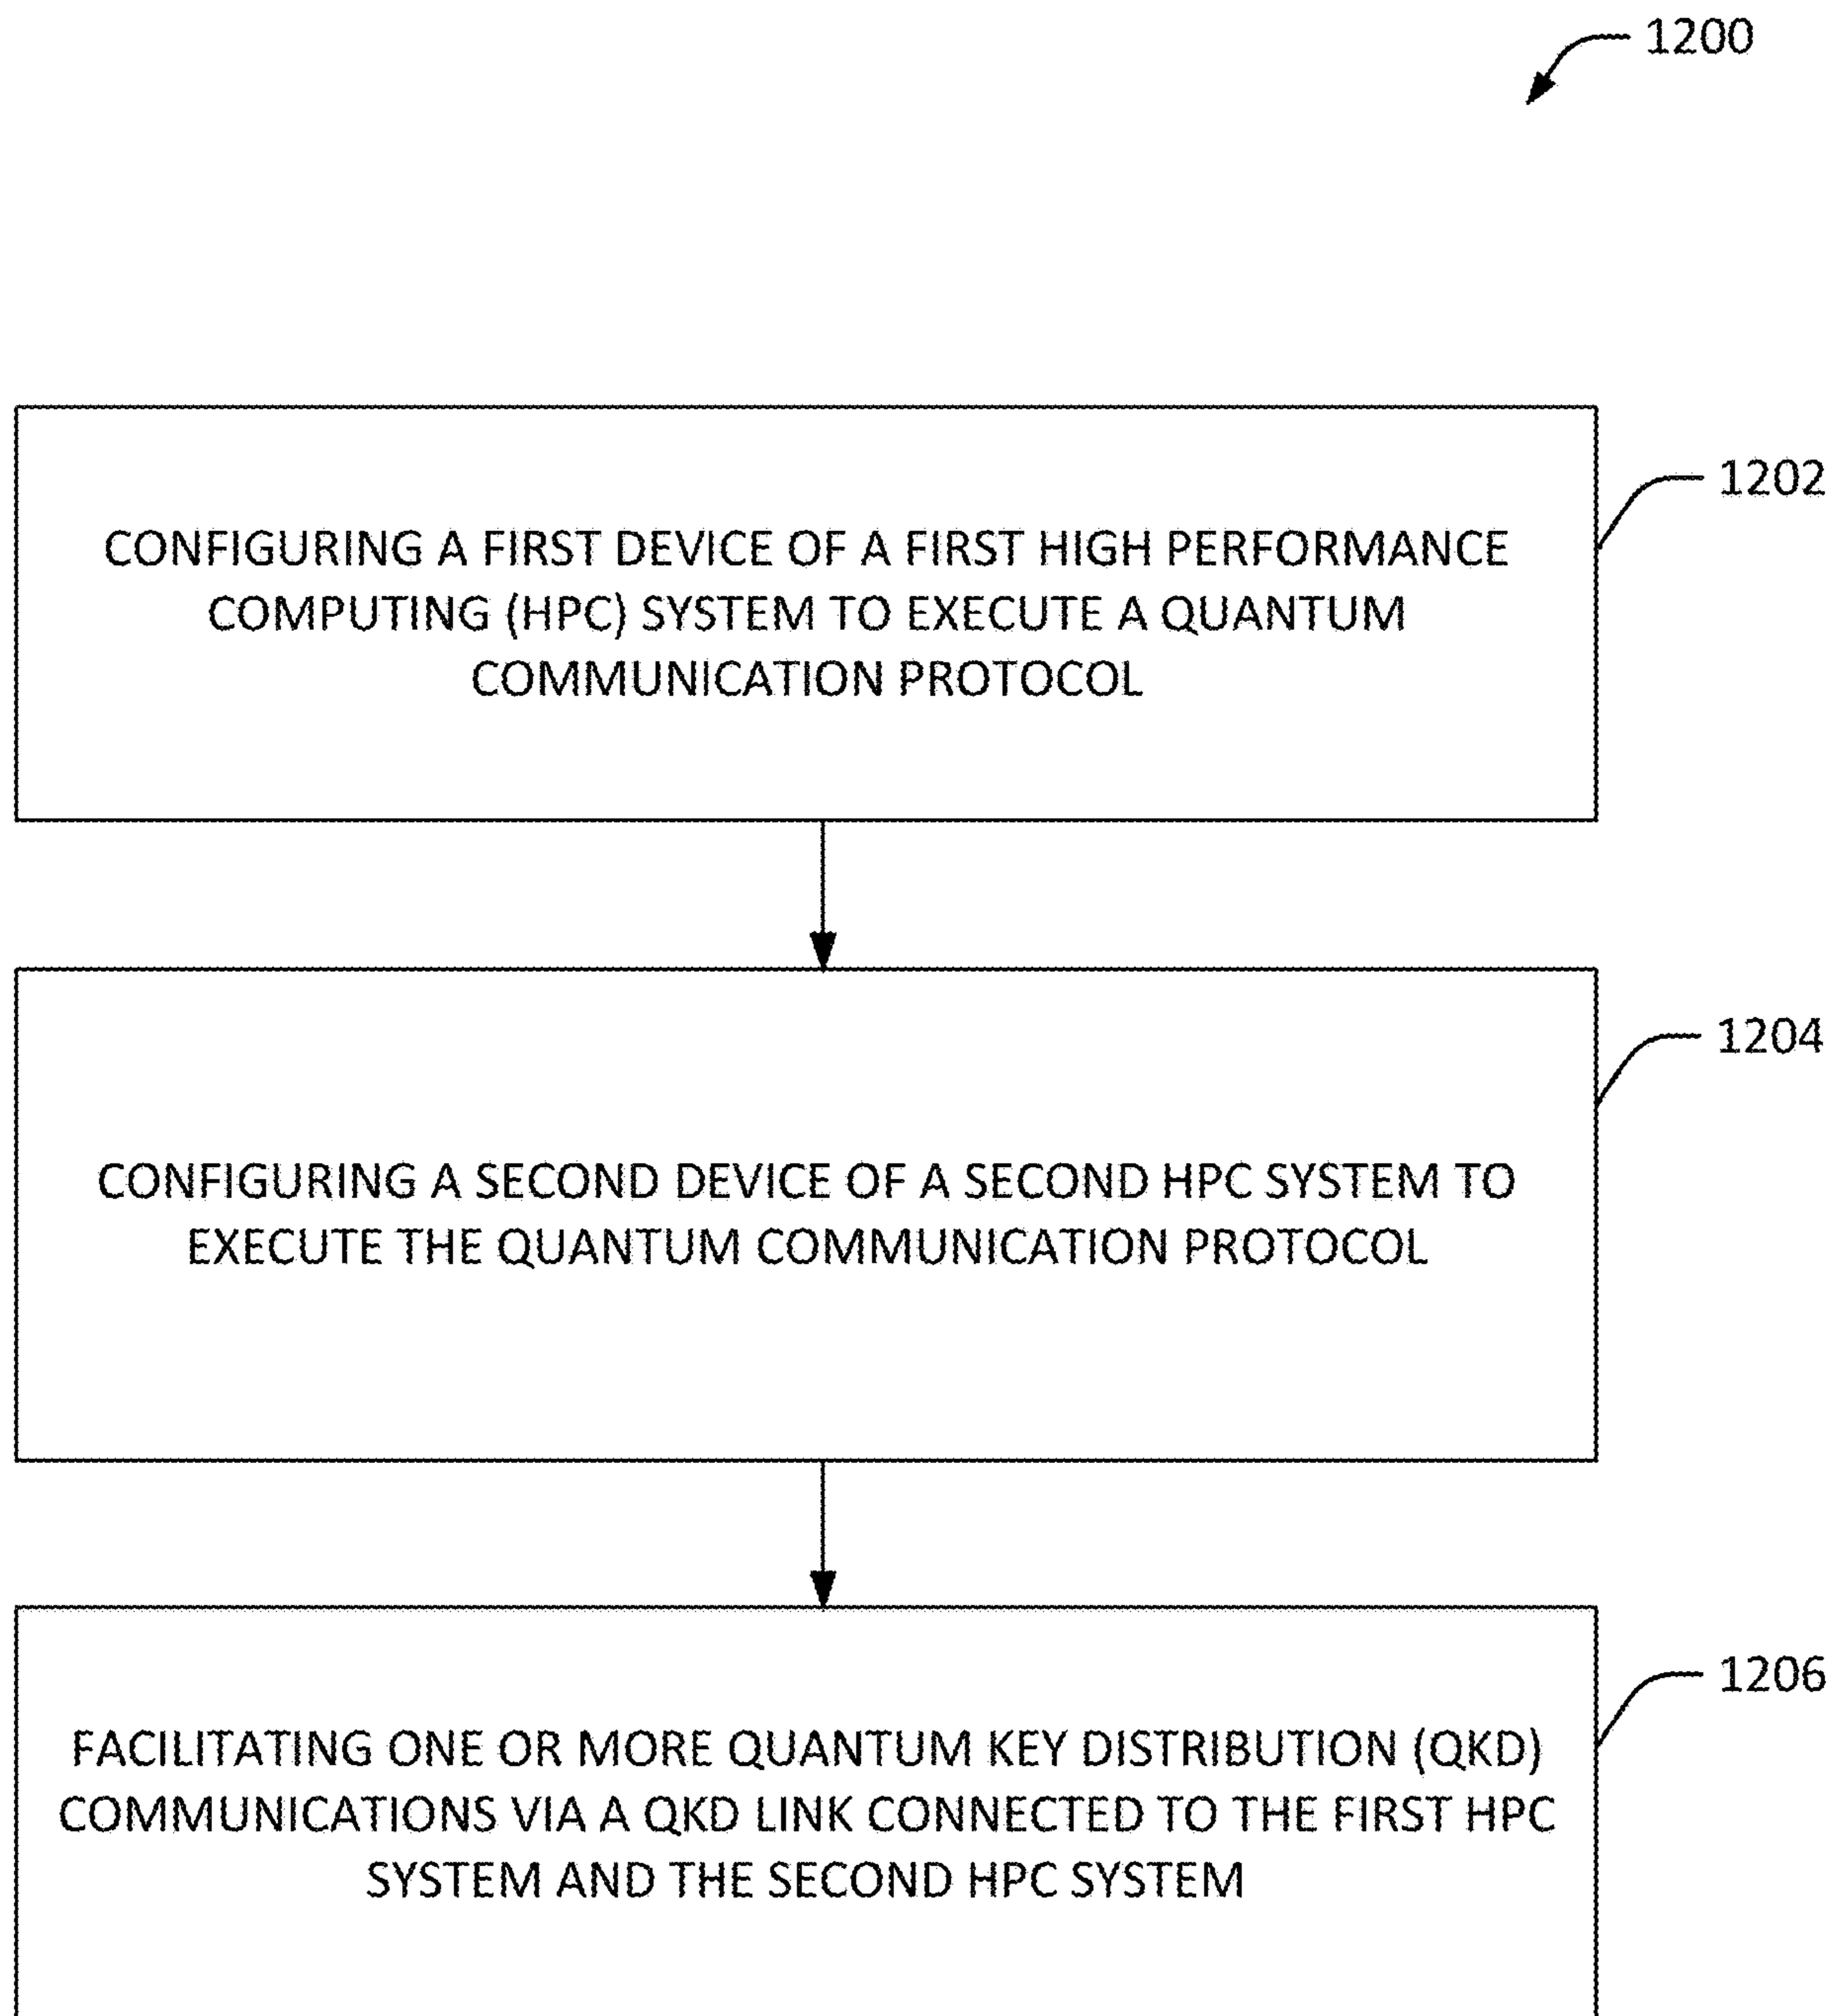 1200
1202
CONFIGURING A FIRST DEVICE OF A FIRST HIGH PERFORMANCE
COMPUTING (HPC) SYSTEM TO EXECUTE A QUANTUM
COMMUNICATION PROTOCOL
1204
CONFIGURING A SECOND DEVICE OF A SECOND HPC SYSTEM TO
EXECUTE THE QUANTUM COMMUNICATION PROTOCOL
1206
FACILITATING ONE OR MORE QUANTUM KEY DISTRIBUTION (QKD)
COMMUNICATIONS VIA A QKD LINK CONNECTED TO THE FIRST HPC
SYSTEM AND THE SECOND HPC SYSTEM